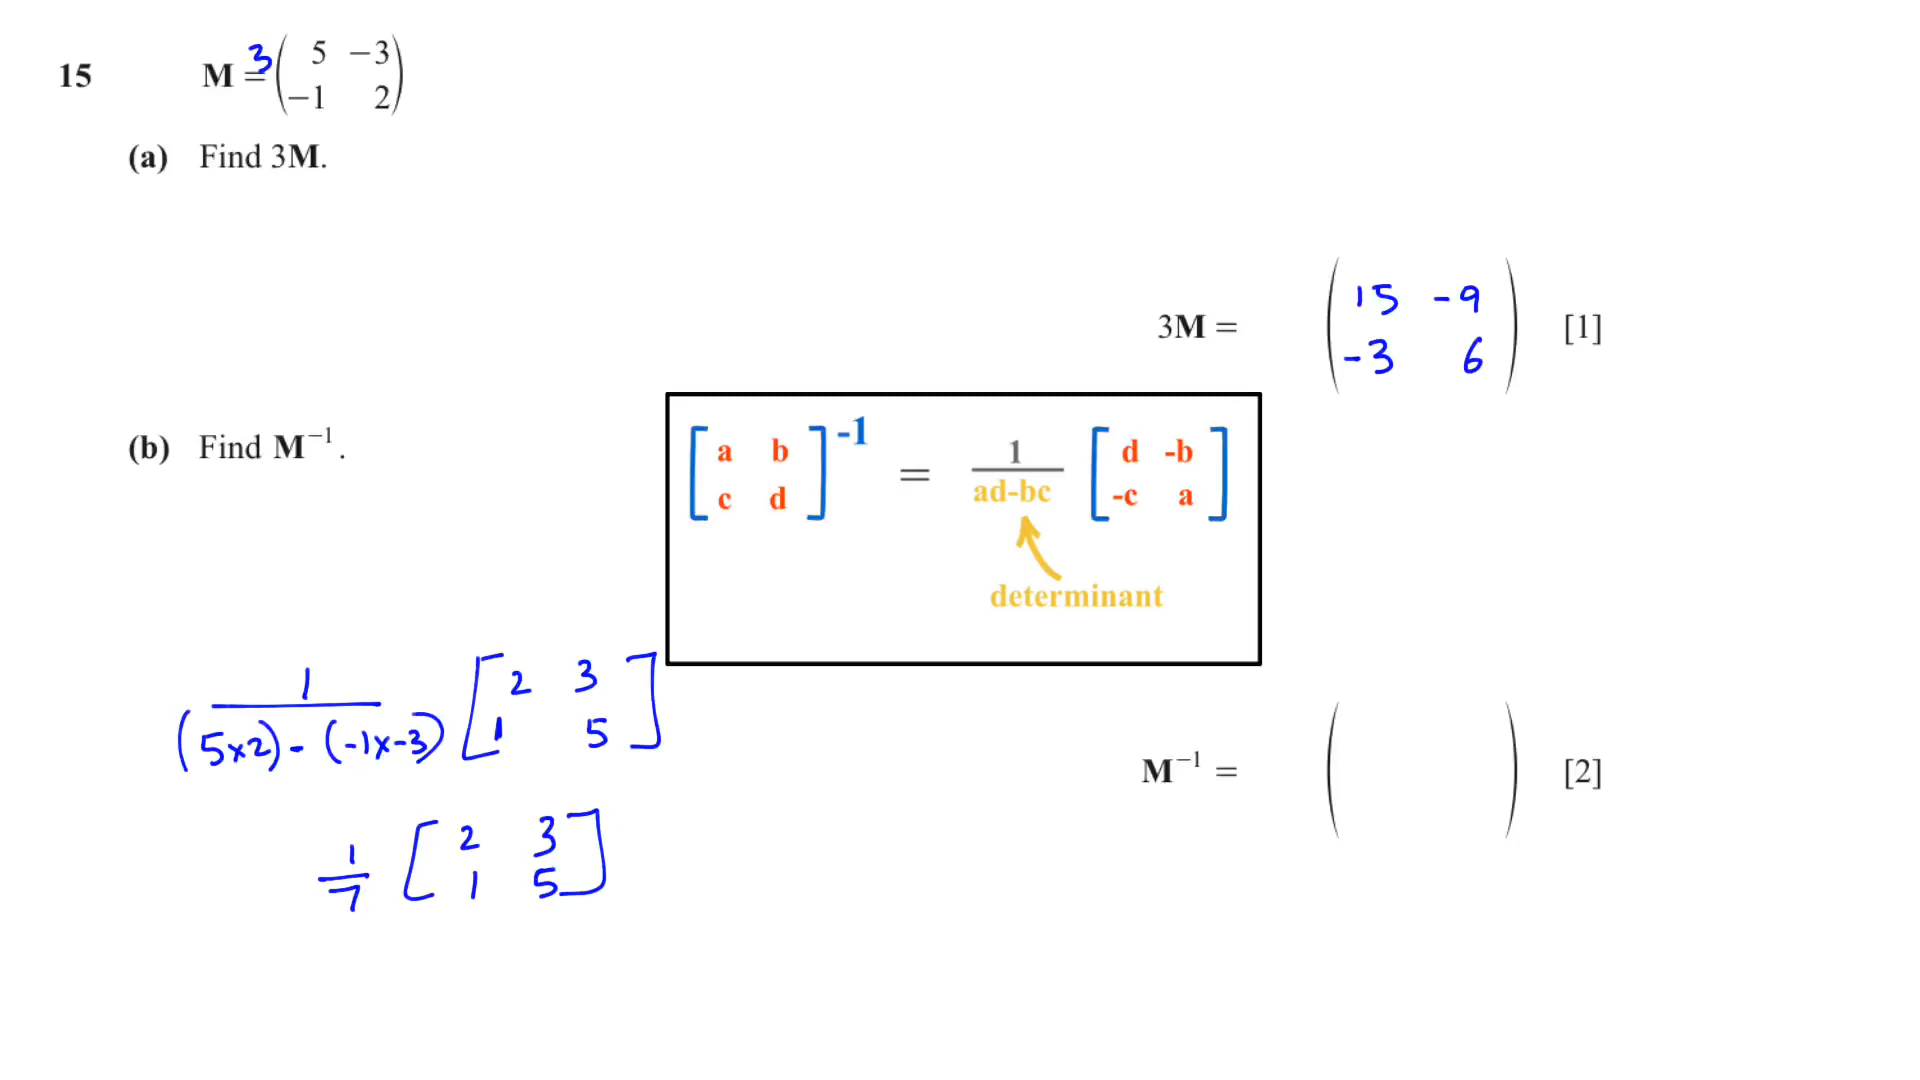 15 M = 3 ( 5 −3
−1 2 )
(a) Find 3M.
3M = ( 15 -9
-3 6 ) [1]
(b) Find M⁻¹.
[ a b
c d ]⁻¹ = 1/(ad-bc) [ d -b
-c a ]
determinant
1/((5x2) - (-1x-3)) [ 2 3
1 5 ]
M⁻¹ = ( ) [2]
1/7 [ 2 3
1 5 ]